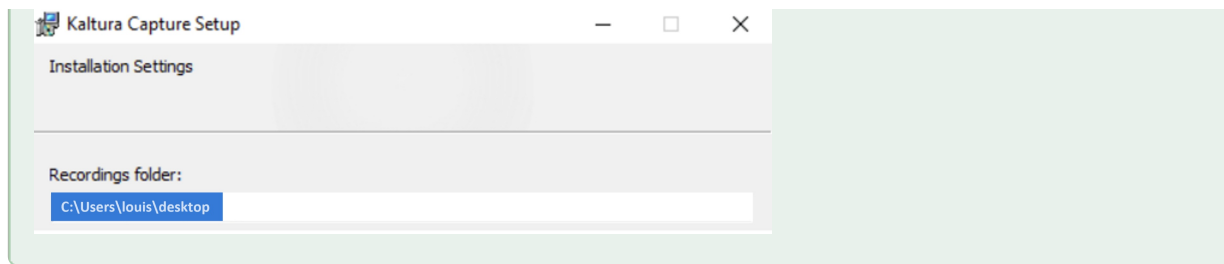 Kaltura Capture Setup
Installation Settings
Recordings folder:
C:\Users\louis\desktop